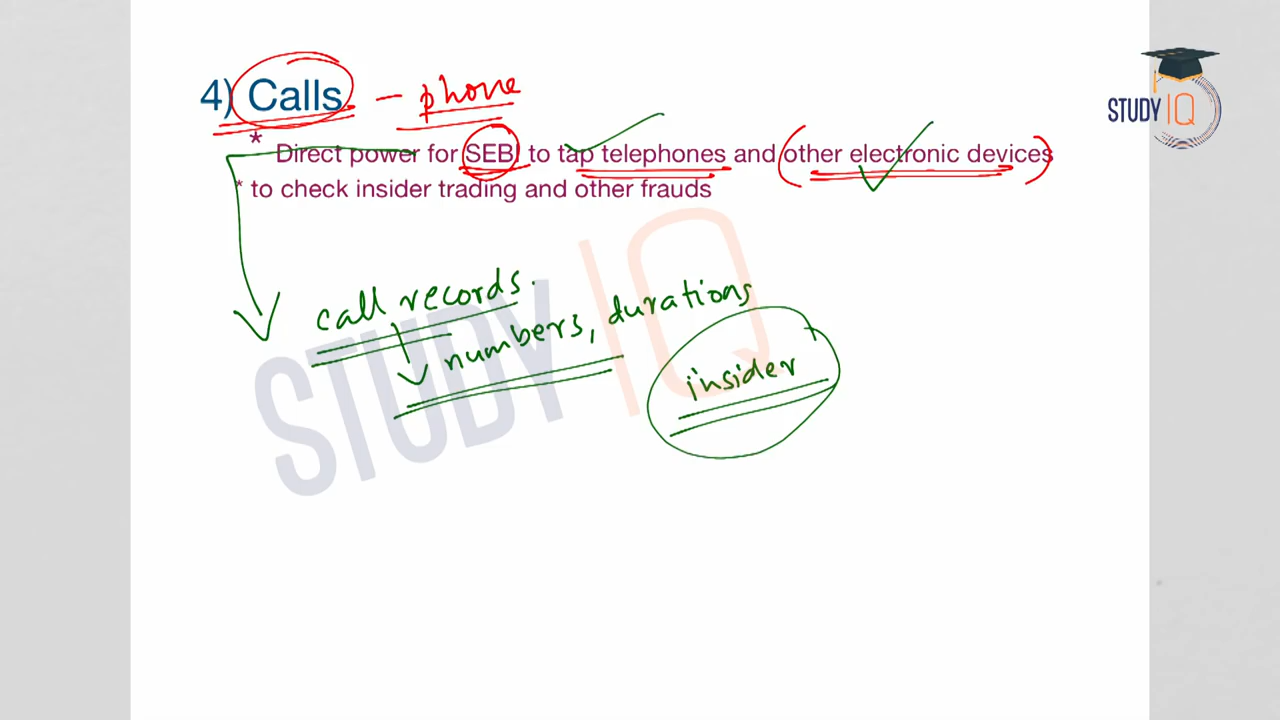 4) Calls - phone
* Direct power for SEBI to tap telephones and other electronic devices
* to check insider trading and other frauds
call records.
numbers, durations
insider
STUDY IQ
STUDY IQ